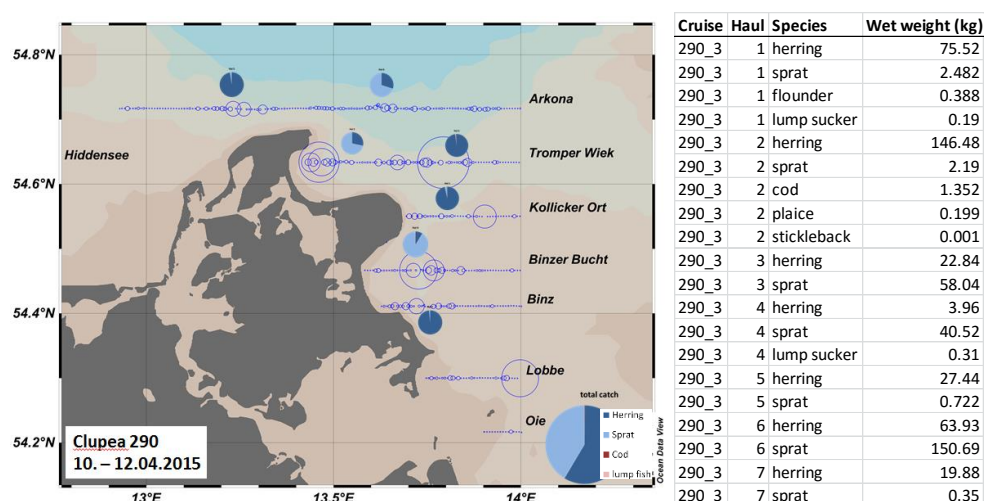 54.8°N
54.6°N
54.4°N
54.2°N
13°E
13.5°E
14°E
Arkona
Hiddensee
Tromper Wiek
Kollicker Ort
Binzer Bucht
Binz
Lobbe
Oie
Clupea 290
10. – 12.04.2015
total catch
Herring
Sprat
Cod
lump fish
Ocean Data View
Cruise Haul Species Wet weight (kg)
290_3 1 herring 75.52
290_3 1 sprat 2.482
290_3 1 flounder 0.388
290_3 1 lump sucker 0.19
290_3 2 herring 146.48
290_3 2 sprat 2.19
290_3 2 cod 1.352
290_3 2 plaice 0.199
290_3 2 stickleback 0.001
290_3 3 herring 22.84
290_3 3 sprat 58.04
290_3 4 herring 3.96
290_3 4 sprat 40.52
290_3 4 lump sucker 0.31
290_3 5 herring 27.44
290_3 5 sprat 0.722
290_3 6 herring 63.93
290_3 6 sprat 150.69
290_3 7 herring 19.88
290_3 7 sprat 0.35